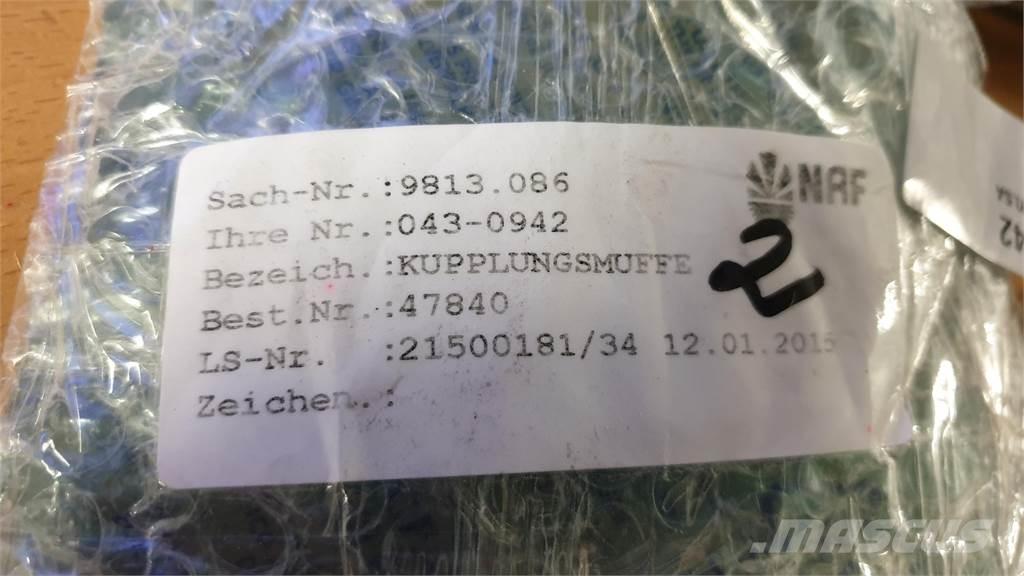 NAF
Sach-Nr.:9813.086
Ihre Nr.:043-0942
Bezeich.:KUPPLUNGSMUFFE
2
Best.Nr.:47840
LS-Nr. :21500181/34 12.01.2015
Zeichen.:
42
MASCUS